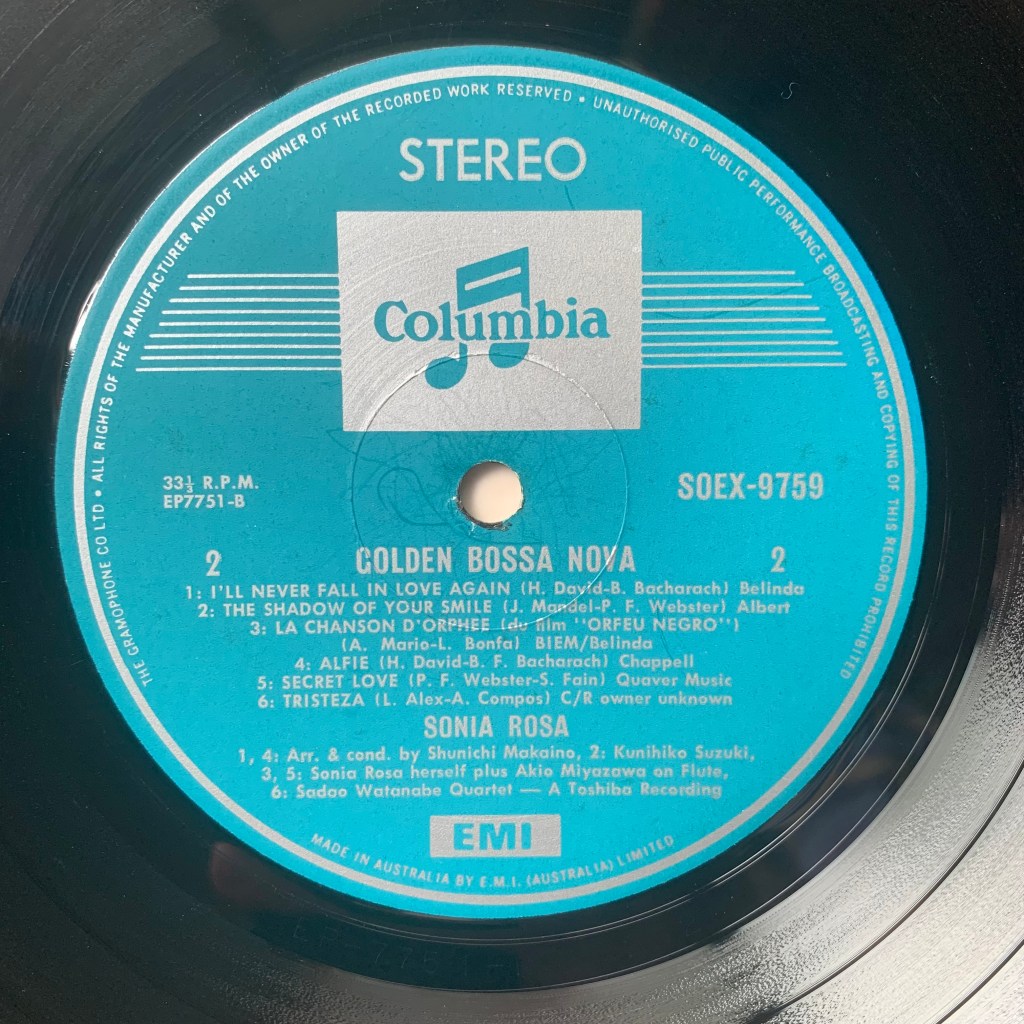 THE GRAMOPHONE CO LTD • ALL RIGHTS OF THE MANUFACTURER AND OF THE OWNER OF THE RECORDED WORK RESERVED • UNAUTHORISED PUBLIC PERFORMANCE BROADCASTING AND COPYING OF THIS RECORD PROHIBITED
STEREO
Columbia
33⅓ R.P.M.
EP7751-B
SOEX-9759
2 GOLDEN BOSSA NOVA 2
1: I'LL NEVER FALL IN LOVE AGAIN (H. David-B. Bacharach) Belinda
2: THE SHADOW OF YOUR SMILE (J. Mandel-P. F. Webster) Albert
3: LA CHANSON D'ORPHEE (du film ''ORFEU NEGRO'')
(A. Mario-L. Bonfa) BIEM/Belinda
4: ALFIE (H. David-B. F. Bacharach) Chappell
5: SECRET LOVE (P. F. Webster-S. Fain) Quaver Music
6: TRISTEZA (L. Alex-A. Compos) C/R owner unknown
SONIA ROSA
1, 4: Arr. & cond. by Shunichi Makaino, 2: Kunihiko Suzuki,
3, 5: Sonia Rosa herself plus Akio Miyazawa on Flute,
6: Sadao Watanabe Quartet — A Toshiba Recording
EMI
MADE IN AUSTRALIA BY E.M.I. (AUSTRALIA) LIMITED